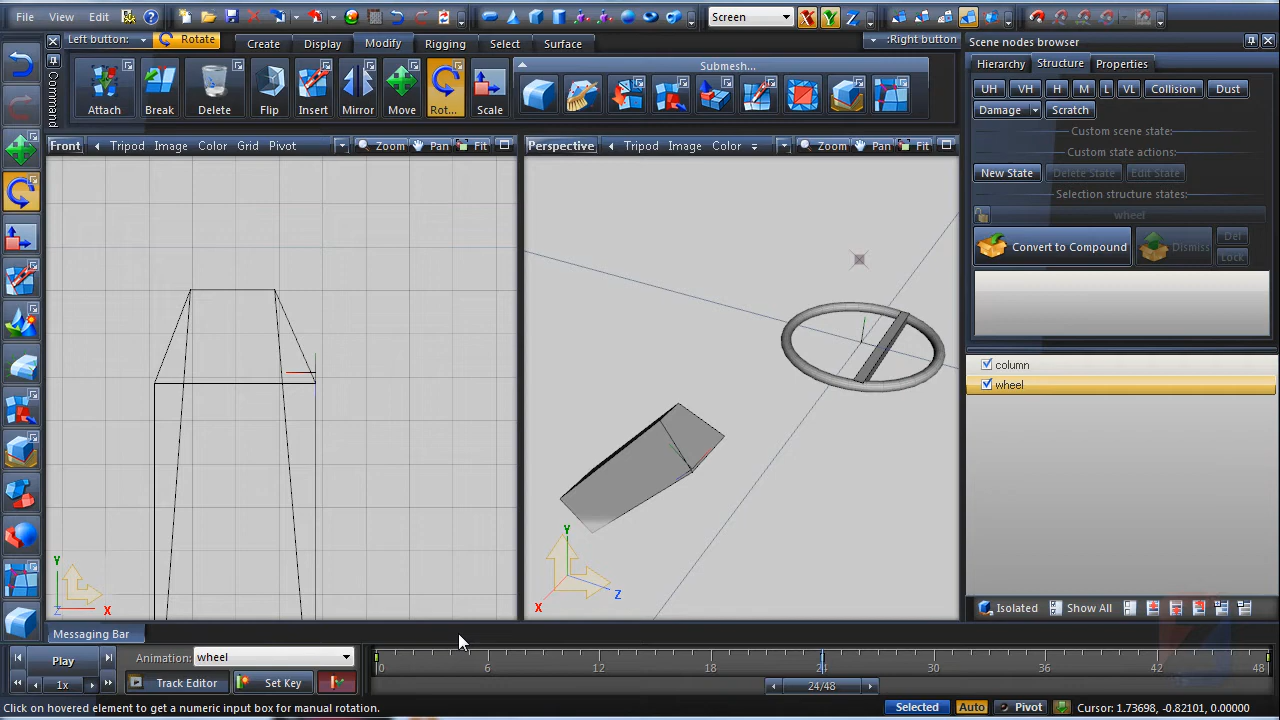 File View Edit Screen X Y Z
Left button: Rotate Create Display Modify Rigging Select Surface :Right button
Command
Attach Break Delete Flip Insert Mirror Move Rot... Scale
Submesh...
Front Tripod Image Color Grid Pivot Zoom Pan Fit
Perspective Tripod Image Color Zoom Pan Fit
Y
Z X
Y
X Z
Scene nodes browser
Hierarchy Structure Properties
UH VH H M L VL Collision Dust
Damage Scratch
Custom scene state:
Custom state actions:
New State Delete State Edit State
Selection structure states:
wheel
Convert to Compound Dismiss Del
Lock
column
wheel
Isolated Show All
Messaging Bar
Play Animation: wheel
1x Track Editor Set Key
0 6 12 18 24 30 36 42 48
24/48
Click on hovered element to get a numeric input box for manual rotation.
Selected Auto Pivot Cursor: 1.73698, -0.82101, 0.00000